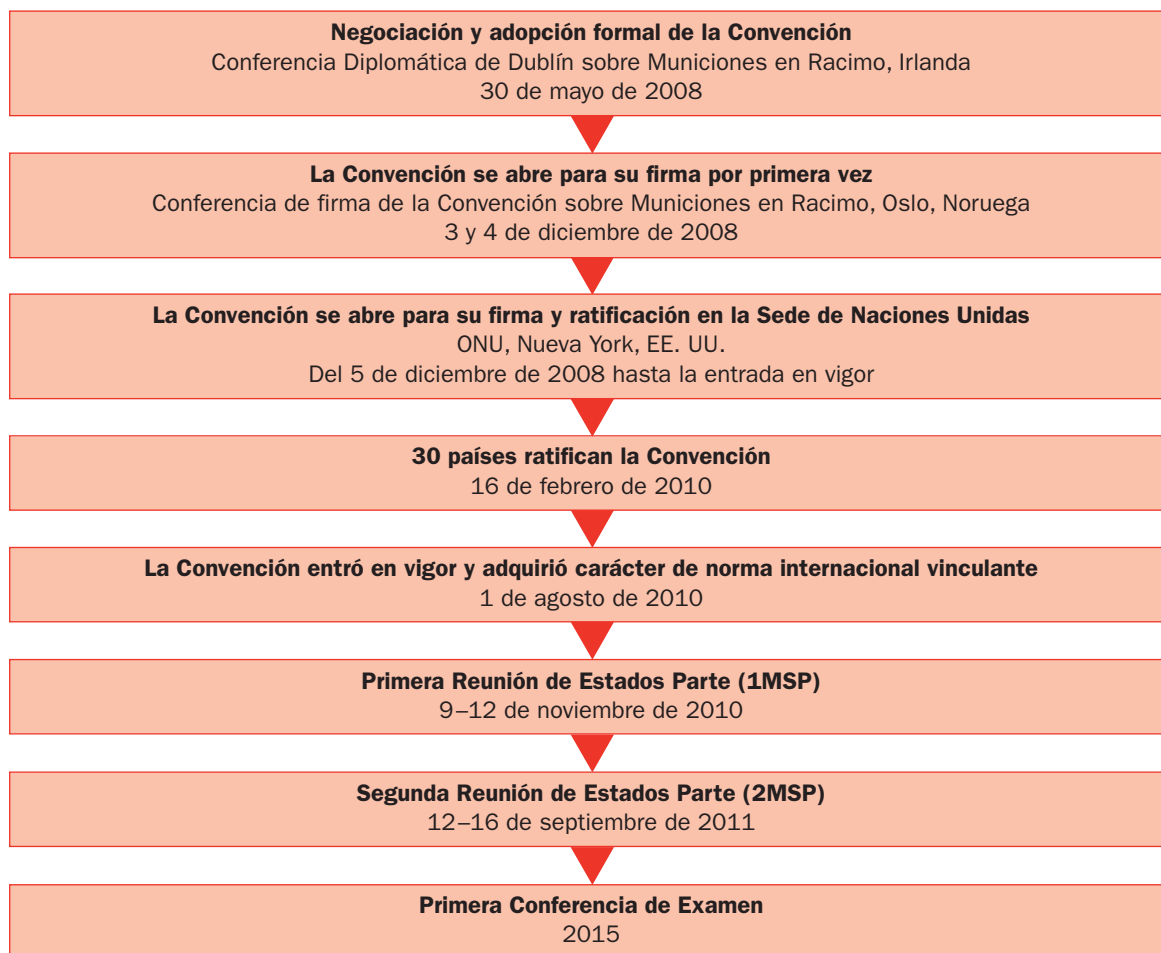 Negociación y adopción formal de la Convención
Conferencia Diplomática de Dublín sobre Municiones en Racimo, Irlanda
30 de mayo de 2008
La Convención se abre para su firma por primera vez
Conferencia de firma de la Convención sobre Municiones en Racimo, Oslo, Noruega
3 y 4 de diciembre de 2008
La Convención se abre para su firma y ratificación en la Sede de Naciones Unidas
ONU, Nueva York, EE. UU.
Del 5 de diciembre de 2008 hasta la entrada en vigor
30 países ratifican la Convención
16 de febrero de 2010
La Convención entró en vigor y adquirió carácter de norma internacional vinculante
1 de agosto de 2010
Primera Reunión de Estados Parte (1MSP)
9–12 de noviembre de 2010
Segunda Reunión de Estados Parte (2MSP)
12–16 de septiembre de 2011
Primera Conferencia de Examen
2015